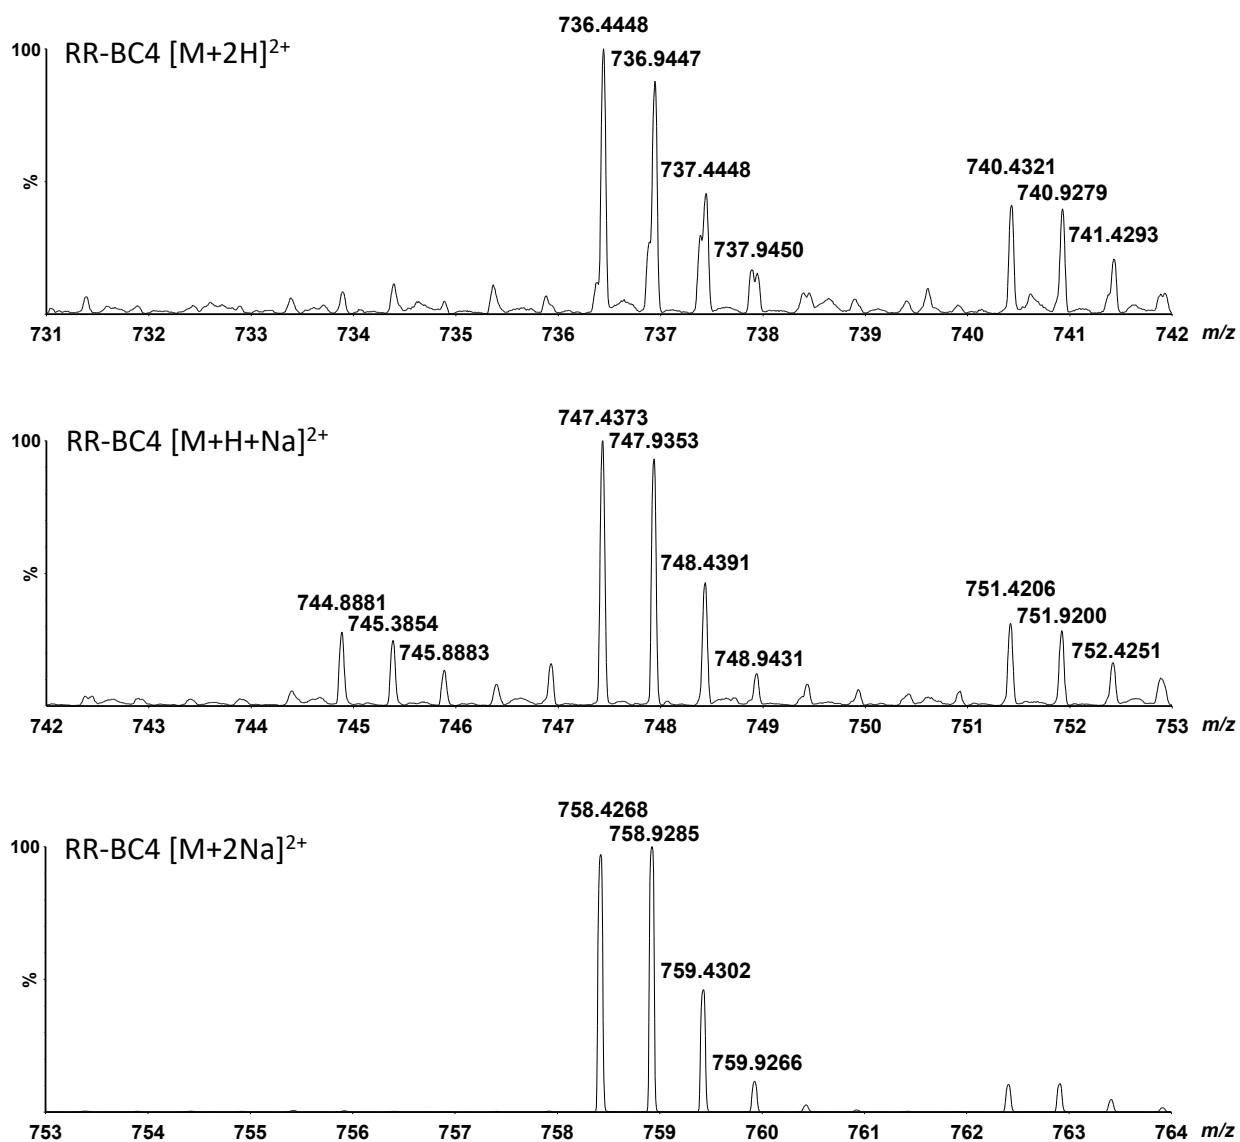 736.4448
100 RR-BC4 [M+2H]²⁺ 736.9447
737.4448 740.4321
% 740.9279
737.9450 741.4293
731 732 733 734 735 736 737 738 739 740 741 742 m/z
747.4373
100 RR-BC4 [M+H+Na]²⁺ 747.9353
748.4391
% 744.8881 751.4206
745.3854 751.9200
745.8883 748.9431 752.4251
742 743 744 745 746 747 748 749 750 751 752 753 m/z
758.4268
100 RR-BC4 [M+2Na]²⁺ 758.9285
% 759.4302
759.9266
753 754 755 756 757 758 759 760 761 762 763 764 m/z